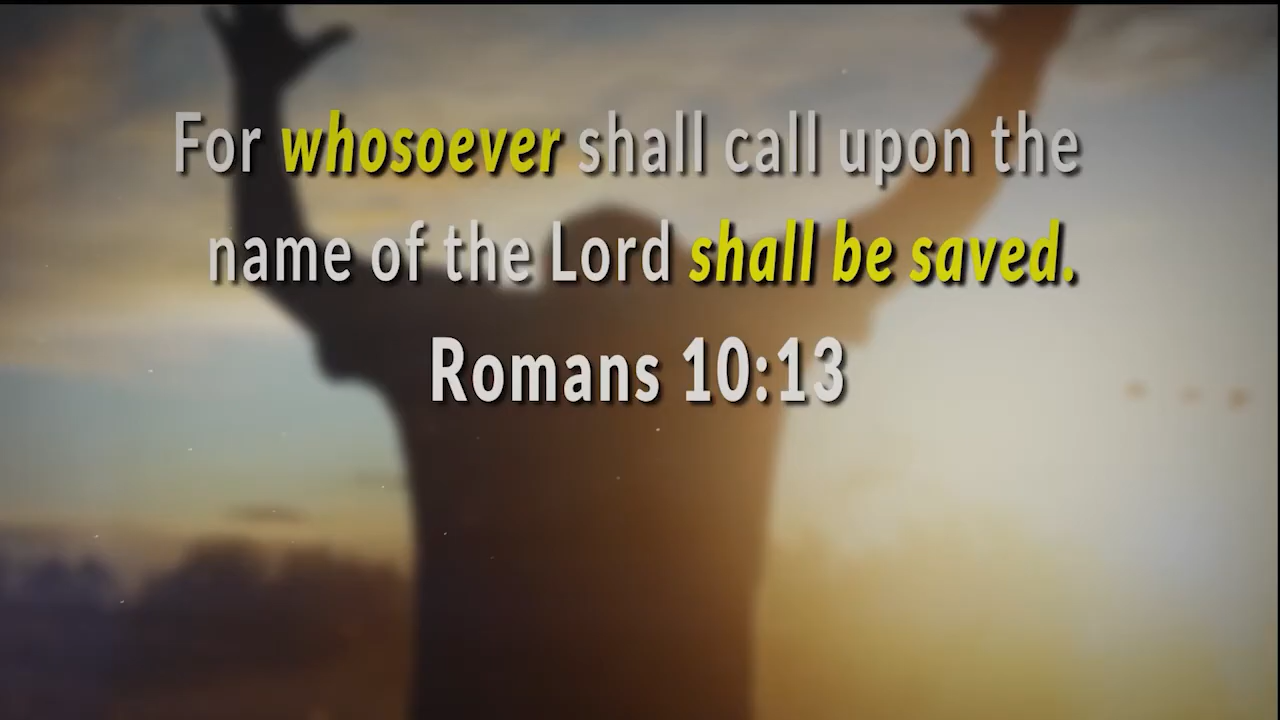 For whosoever shall call upon the
name of the Lord shall be saved.
Romans 10:13